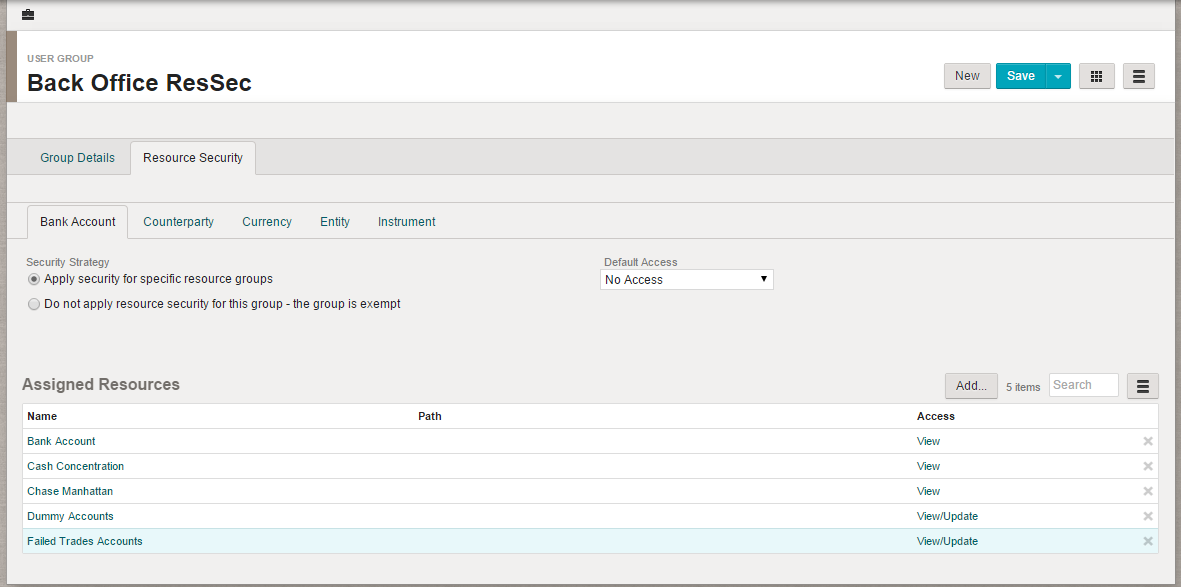 USER GROUP
Back Office ResSec
New
Save
Group Details
Resource Security
Bank Account
Counterparty
Currency
Entity
Instrument
Security Strategy
Apply security for specific resource groups
Do not apply resource security for this group - the group is exempt
Default Access
No Access
Assigned Resources
Add...
5 items
Search
Name Path Access
Bank Account View
Cash Concentration View
Chase Manhattan View
Dummy Accounts View/Update
Failed Trades Accounts View/Update